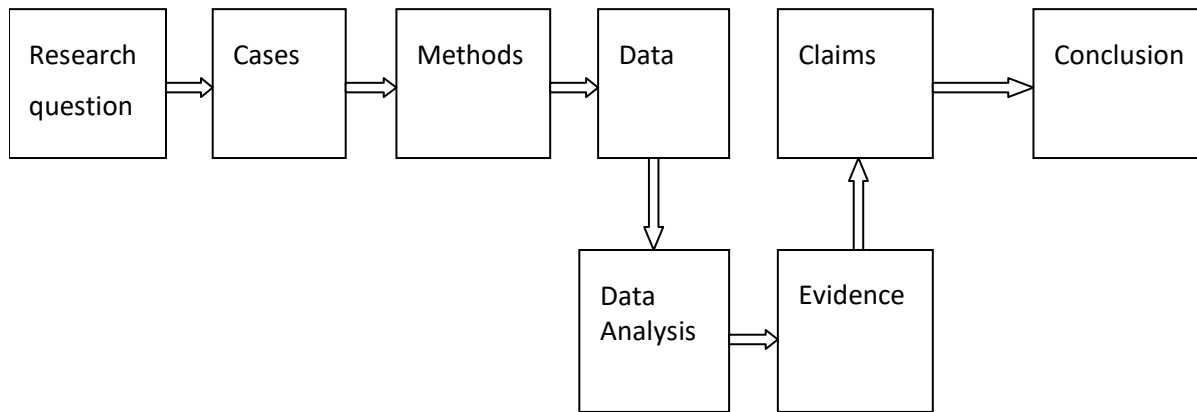 Research
question
Cases
Methods
Data
Claims
Conclusion
Data
Analysis
Evidence